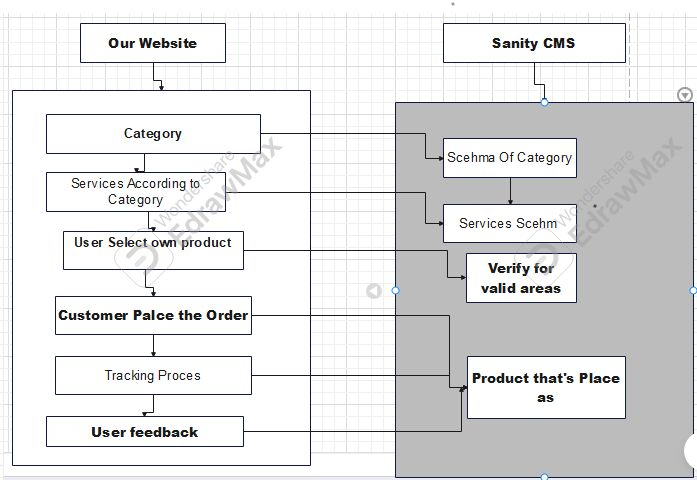 Our Website
Sanity CMS
Category
Scehma Of Category
Services According to
Category
Services Scehm
User Select own product
Verify for
valid areas
Customer Palce the Order
Tracking Proces
Product that's Place
as
User feedback
Wondershare
EdrawMax
Wondershare
EdrawMax